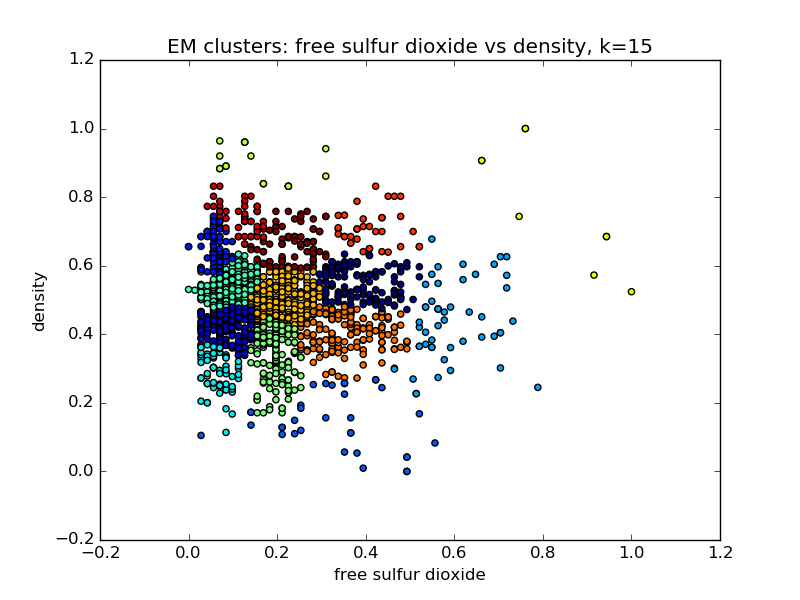 EM clusters: free sulfur dioxide vs density, k=15
1.2
1.0
0.8
0.6
0.4
0.2
0.0
−0.2
density
−0.2 0.0 0.2 0.4 0.6 0.8 1.0 1.2
free sulfur dioxide